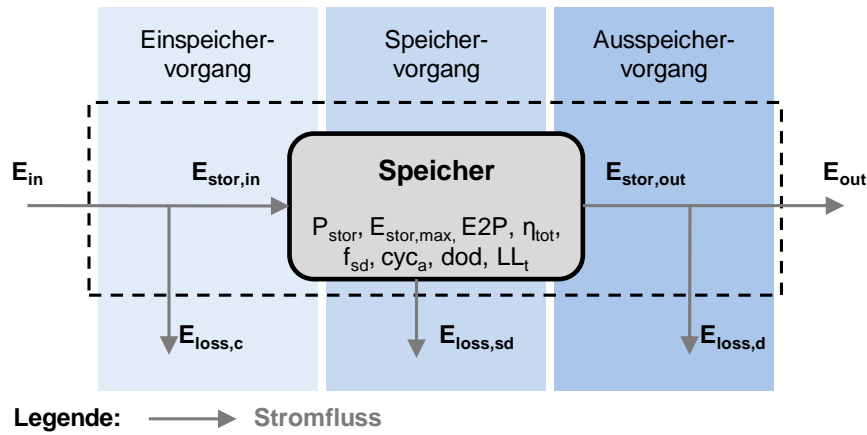 Einspeicher-
vorgang
Speicher-
vorgang
Ausspeicher-
vorgang
E_in
E_stor,in
Speicher
E_stor,out
E_out
P_stor, E_stor,max, E2P, η_tot,
f_sd, cyc_a, dod, LL_t
E_loss,c
E_loss,sd
E_loss,d
Legende: Stromfluss